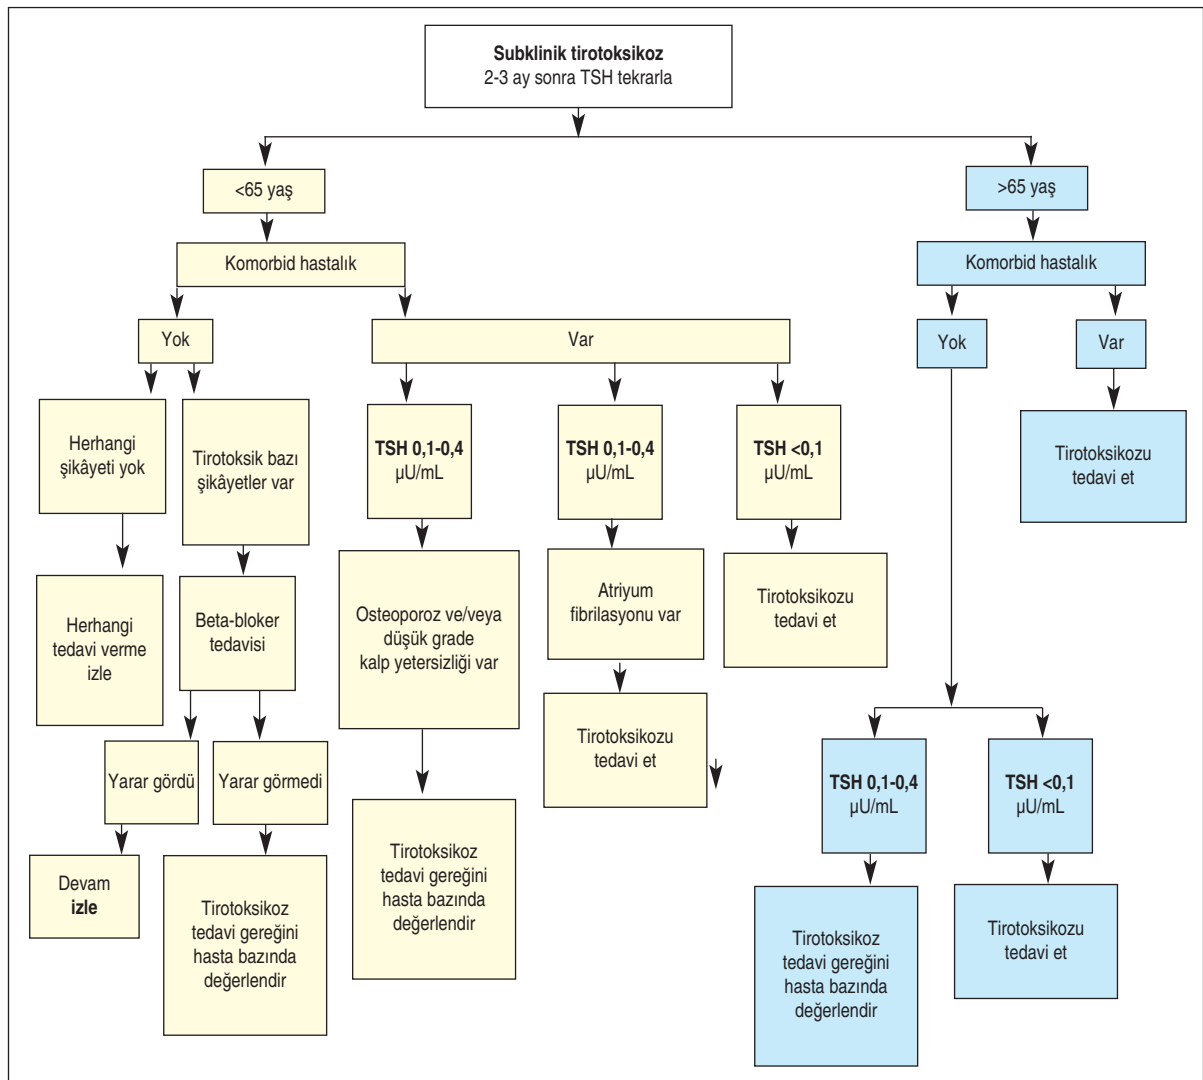 Subklinik tirotoksikoz
2-3 ay sonra TSH tekrarla
<65 yaş
>65 yaş
Komorbid hastalık
Komorbid hastalık
Yok
Var
Yok
Var
Herhangi
şikâyeti yok
Tirotoksik bazı
şikâyetler var
TSH 0,1-0,4
µU/mL
TSH 0,1-0,4
µU/mL
TSH <0,1
µU/mL
Tirotoksikozu
tedavi et
Herhangi
tedavi verme
izle
Beta-bloker
tedavisi
Osteoporoz ve/veya
düşük grade
kalp yetersizliği var
Atriyum
fibrilasyonu var
Tirotoksikozu
tedavi et
Yarar gördü
Yarar görmedi
Tirotoksikozu
tedavi et
TSH 0,1-0,4
µU/mL
TSH <0,1
µU/mL
Devam
izle
Tirotoksikoz
tedavi gereğini
hasta bazında
değerlendir
Tirotoksikoz
tedavi gereğini
hasta bazında
değerlendir
Tirotoksikoz
tedavi gereğini
hasta bazında
değerlendir
Tirotoksikozu
tedavi et